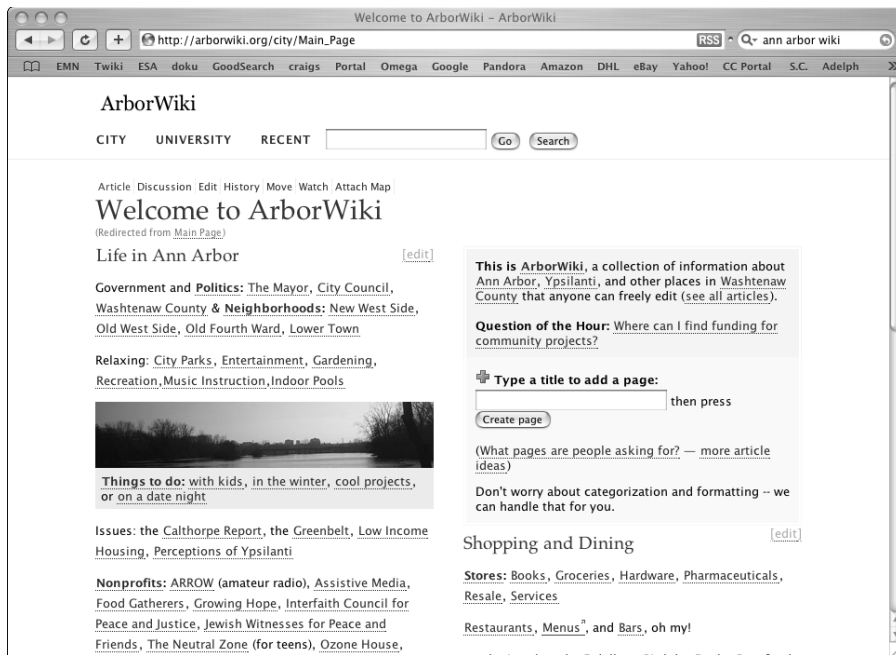 Welcome to ArborWiki – ArborWiki
http://arborwiki.org/city/Main_Page
RSS
ann arbor wiki
EMN Twiki ESA doku GoodSearch craigs Portal Omega Google Pandora Amazon DHL eBay Yahoo! CC Portal S.C. Adelph
ArborWiki
CITY UNIVERSITY RECENT Go Search
Article Discussion Edit History Move Watch Attach Map
Welcome to ArborWiki
(Redirected from Main Page)
Life in Ann Arbor [edit]
Government and Politics: The Mayor, City Council,
Washtenaw County & Neighborhoods: New West Side,
Old West Side, Old Fourth Ward, Lower Town
Relaxing: City Parks, Entertainment, Gardening,
Recreation,Music Instruction,Indoor Pools
Things to do: with kids, in the winter, cool projects,
or on a date night
Issues: the Calthorpe Report, the Greenbelt, Low Income
Housing, Perceptions of Ypsilanti
Nonprofits: ARROW (amateur radio), Assistive Media,
Food Gatherers, Growing Hope, Interfaith Council for
Peace and Justice, Jewish Witnesses for Peace and
Friends, The Neutral Zone (for teens), Ozone House,
This is ArborWiki, a collection of information about
Ann Arbor, Ypsilanti, and other places in Washtenaw
County that anyone can freely edit (see all articles).
Question of the Hour: Where can I find funding for
community projects?
Type a title to add a page:
then press
Create page
(What pages are people asking for? — more article
ideas)
Don't worry about categorization and formatting -- we
can handle that for you.
[edit]
Shopping and Dining
Stores: Books, Groceries, Hardware, Pharmaceuticals,
Resale, Services
Restaurants, Menus, and Bars, oh my!